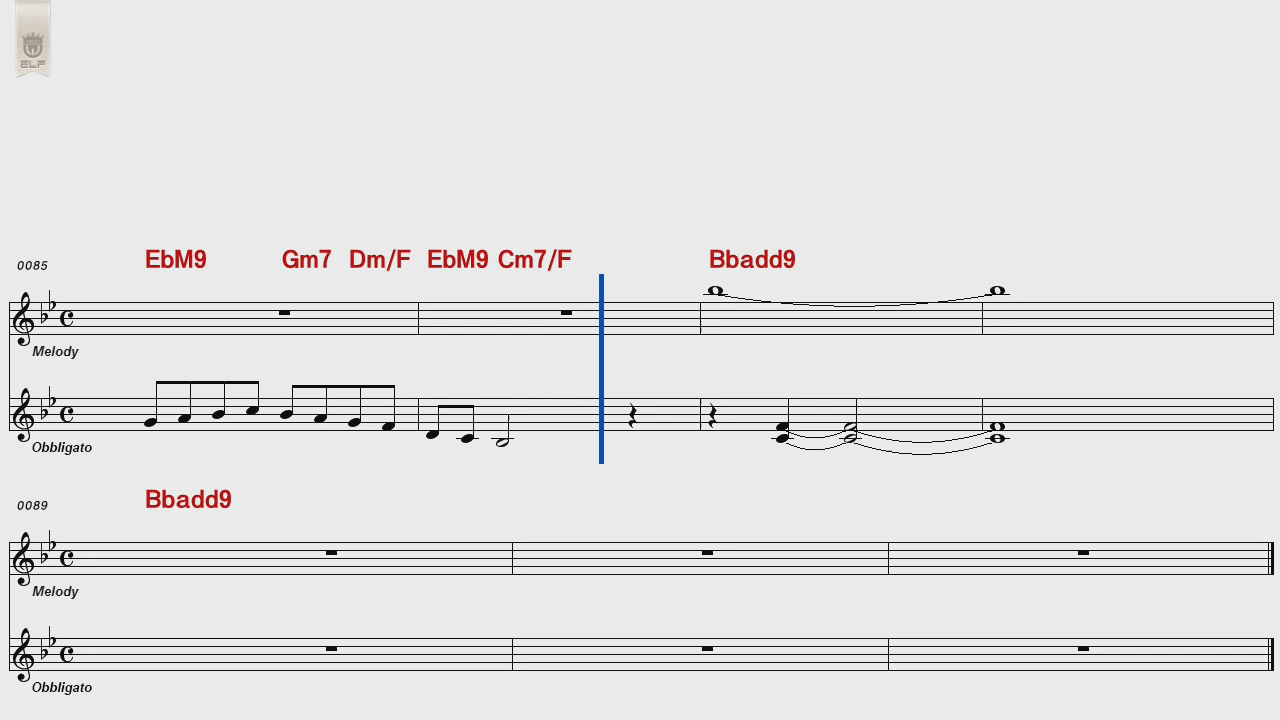 ELF
EbM9 Gm7 Dm/F EbM9 Cm7/F Bbadd9
0085
Melody
Obbligato
Bbadd9
0089
Melody
Obbligato